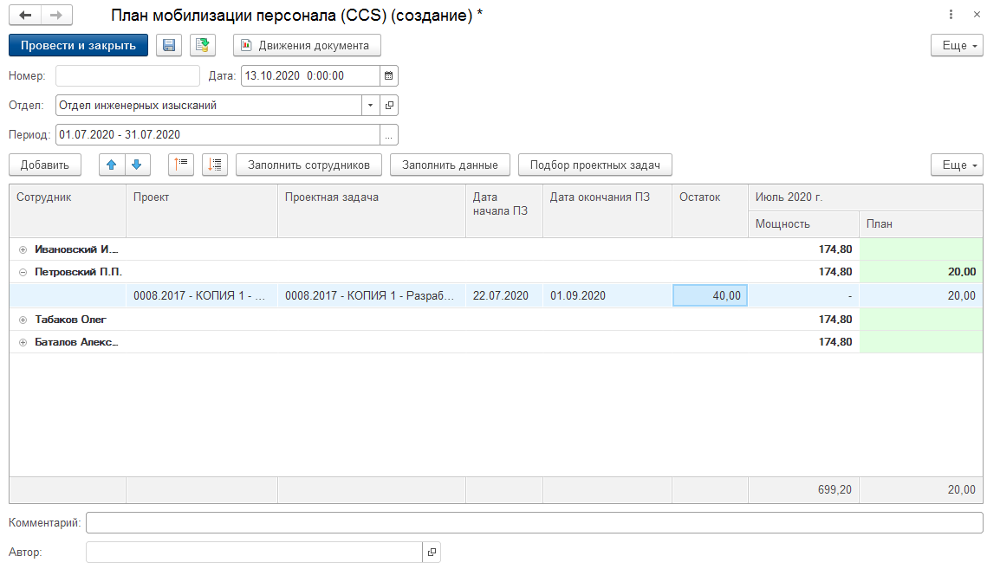 План мобилизации персонала (CCS) (создание) *
Провести и закрыть Движения документа Еще
Номер: Дата: 13.10.2020 0:00:00
Отдел: Отдел инженерных изысканий
Период: 01.07.2020 - 31.07.2020 ...
Добавить Заполнить сотрудников Заполнить данные Подбор проектных задач Еще
Сотрудник Проект Проектная задача Дата начала ПЗ Дата окончания ПЗ Остаток Июль 2020 г.
Мощность План
Ивановский И.... 174,80
Петровский П.П. 174,80 20,00
0008.2017 - КОПИЯ 1 - ... 0008.2017 - КОПИЯ 1 - Разраб... 22.07.2020 01.09.2020 40,00 - 20,00
Табаков Олег 174,80
Баталов Алекс... 174,80
699,20 20,00
Комментарий:
Автор: